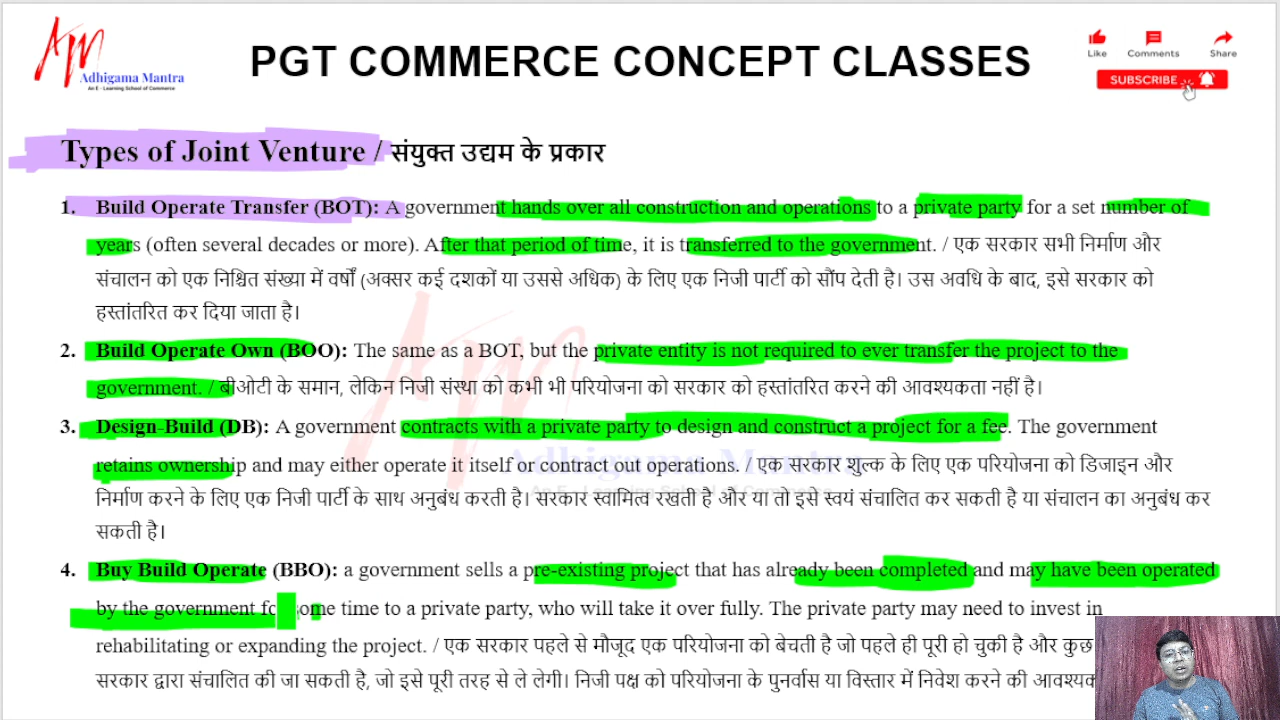 AM
Adhigama Mantra
An E - Learning School of Commerce
PGT COMMERCE CONCEPT CLASSES
Like Comments Share
SUBSCRIBE
Types of Joint Venture / संयुक्त उद्यम के प्रकार
1. Build Operate Transfer (BOT): A government hands over all construction and operations to a private party for a set number of
years (often several decades or more). After that period of time, it is transferred to the government. / एक सरकार सभी निर्माण और
संचालन को एक निश्चित संख्या में वर्षों (अक्सर कई दशकों या उससे अधिक) के लिए एक निजी पार्टी को सौंप देती है। उस अवधि के बाद, इसे सरकार को
हस्तांतरित कर दिया जाता है।
2. Build Operate Own (BOO): The same as a BOT, but the private entity is not required to ever transfer the project to the
government. / बीओटी के समान, लेकिन निजी संस्था को कभी भी परियोजना को सरकार को हस्तांतरित करने की आवश्यकता नहीं है।
3. Design-Build (DB): A government contracts with a private party to design and construct a project for a fee. The government
retains ownership and may either operate it itself or contract out operations. / एक सरकार शुल्क के लिए एक परियोजना को डिजाइन और
निर्माण करने के लिए एक निजी पार्टी के साथ अनुबंध करती है। सरकार स्वामित्व रखती है और या तो इसे स्वयं संचालित कर सकती है या संचालन का अनुबंध कर
सकती है।
4. Buy Build Operate (BBO): a government sells a pre-existing project that has already been completed and may have been operated
by the government time to a private party, who will take it over fully. The private party may need to invest in
rehabilitating or expanding the project. / एक सरकार पहले से मौजूद एक परियोजना को बेचती है जो पहले ही पूरी हो चुकी है और कुछ
सरकार द्वारा संचालित की जा सकती है, जो इसे पूरी तरह से ले लेगी। निजी पक्ष को परियोजना के पुनर्वास या विस्तार में निवेश करने की